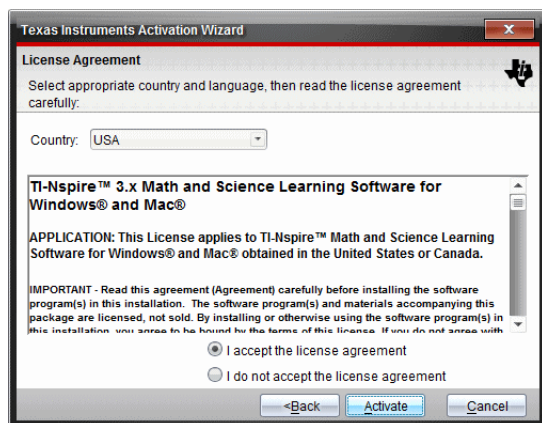 Texas Instruments Activation Wizard
License Agreement
Select appropriate country and language, then read the license agreement
carefully:
Country: USA
TI-Nspire™ 3.x Math and Science Learning Software for
Windows® and Mac®
APPLICATION: This License applies to TI-Nspire™ Math and Science Learning
Software for Windows® and Mac® obtained in the United States or Canada.
IMPORTANT - Read this agreement (Agreement) carefully before installing the software
program(s) in this installation. The software program(s) and materials accompanying this
package are licensed, not sold. By installing or otherwise using the software program(s) in
this installation, you agree to be bound by the terms of this license. If you do not agree with
I accept the license agreement
I do not accept the license agreement
<Back Activate Cancel